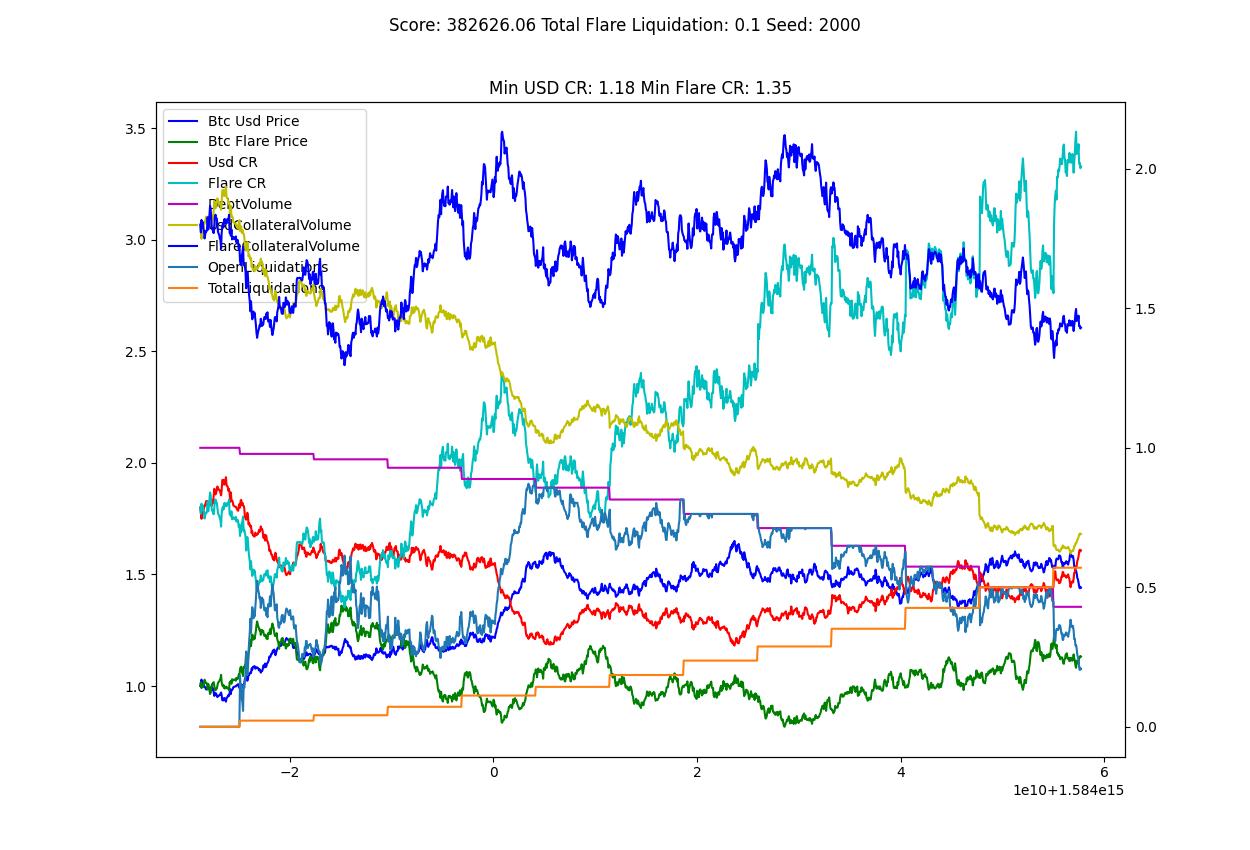 Score: 382626.06 Total Flare Liquidation: 0.1 Seed: 2000
Min USD CR: 1.18 Min Flare CR: 1.35
Btc Usd Price
Btc Flare Price
Usd CR
Flare CR
DebtVolume
UsdCollateralVolume
FlareCollateralVolume
OpenLiquidations
TotalLiquidations
3.5
3.0
2.5
2.0
1.5
1.0
2.0
1.5
1.0
0.5
0.0
−2
0
2
4
6
1e10+1.584e15